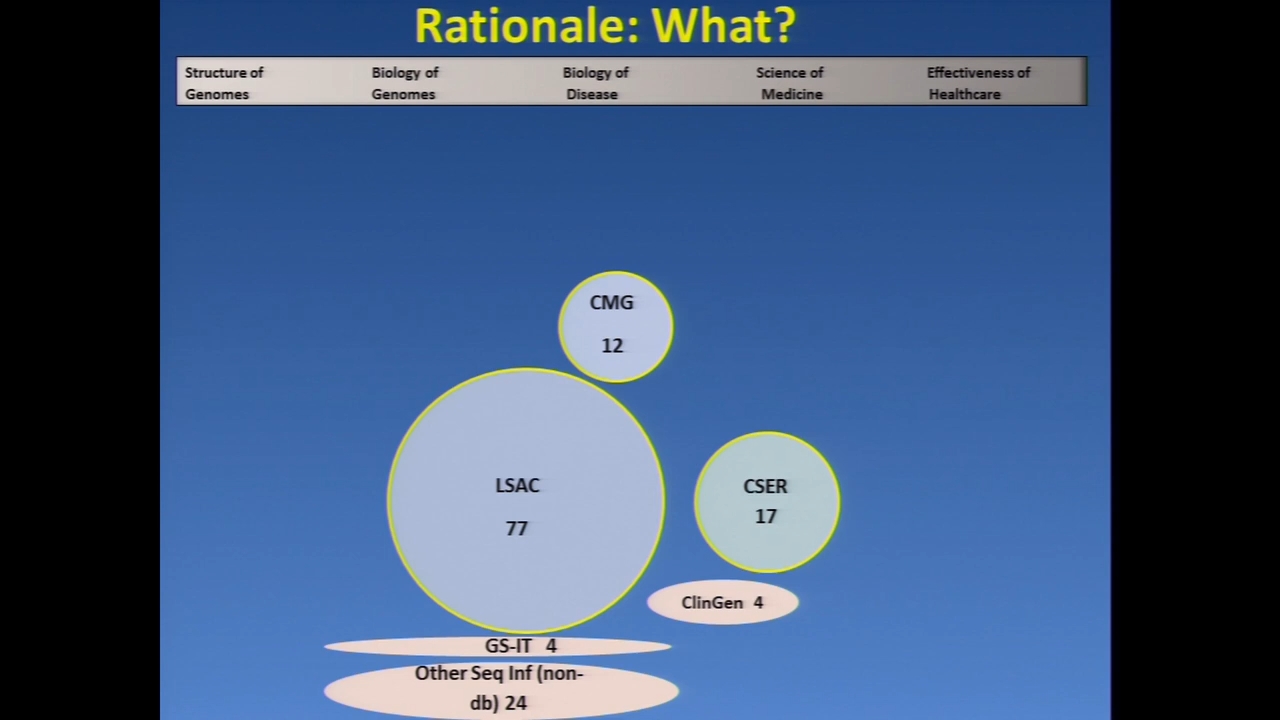 Rationale: What?
Structure of
Genomes
Biology of
Genomes
Biology of
Disease
Science of
Medicine
Effectiveness of
Healthcare
CMG
12
LSAC
77
CSER
17
ClinGen 4
GS-IT 4
Other Seq Inf (non-
db) 24